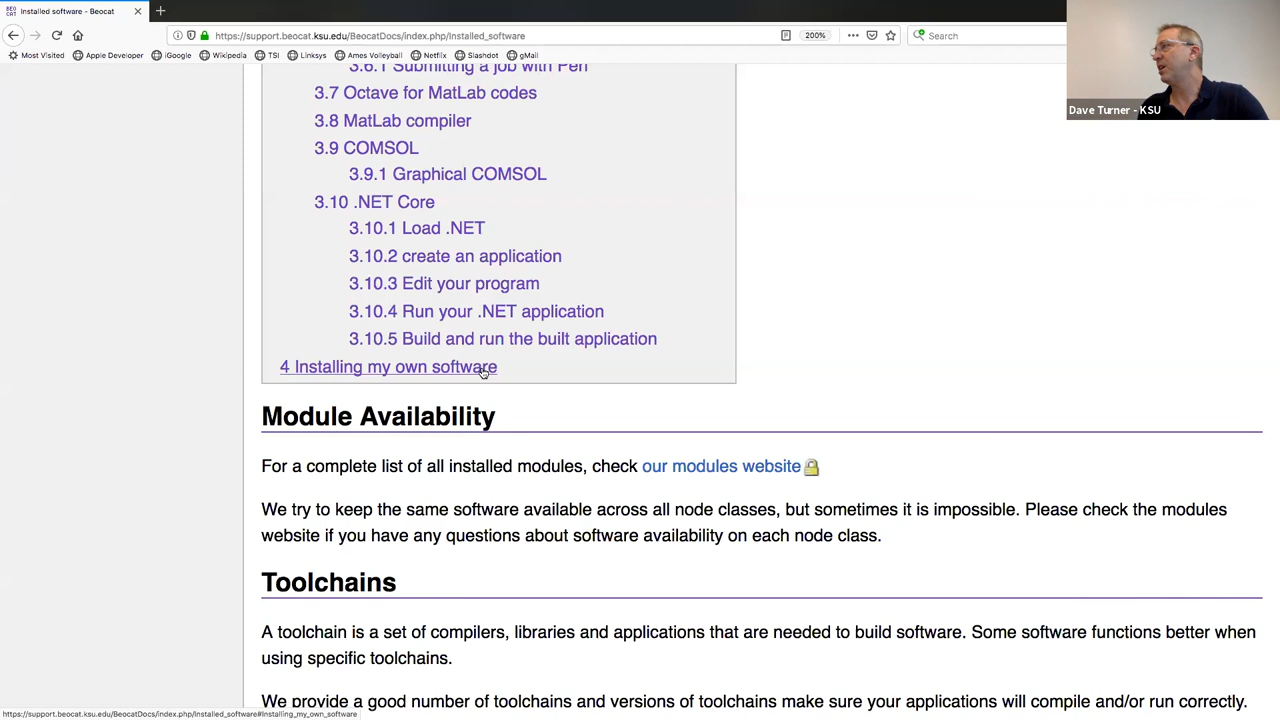 Installed software - Beocat
https://support.beocat.ksu.edu/BeocatDocs/index.php/Installed_software
200%
Search
Most Visited
Apple Developer
iGoogle
Wikipedia
TSI
Linksys
Ames Volleyball
Netflix
Slashdot
gMail
Dave Turner - KSU
3.6.1 Submitting a job with Perl
3.7 Octave for MatLab codes
3.8 MatLab compiler
3.9 COMSOL
3.9.1 Graphical COMSOL
3.10 .NET Core
3.10.1 Load .NET
3.10.2 create an application
3.10.3 Edit your program
3.10.4 Run your .NET application
3.10.5 Build and run the built application
4 Installing my own software
Module Availability
For a complete list of all installed modules, check our modules website
We try to keep the same software available across all node classes, but sometimes it is impossible. Please check the modules
website if you have any questions about software availability on each node class.
Toolchains
A toolchain is a set of compilers, libraries and applications that are needed to build software. Some software functions better when
using specific toolchains.
We provide a good number of toolchains and versions of toolchains make sure your applications will compile and/or run correctly.
https://support.beocat.ksu.edu/BeocatDocs/index.php/Installed_software#Installing_my_own_software